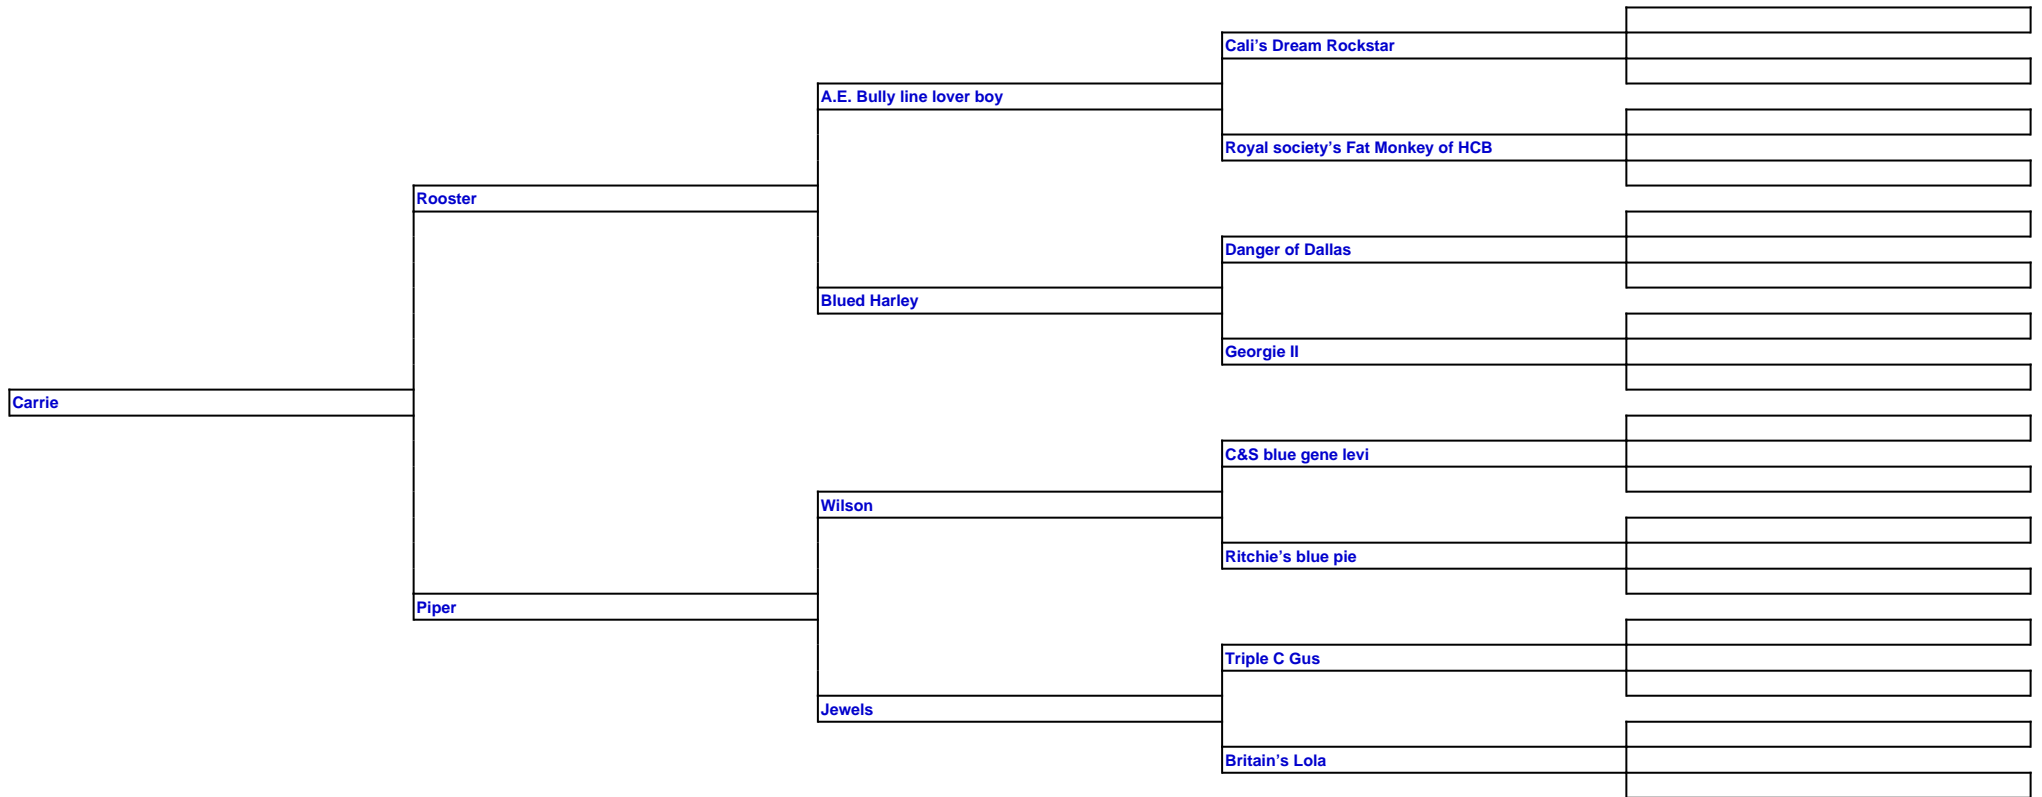 Cali’s Dream Rockstar
A.E. Bully line lover boy
Royal society’s Fat Monkey of HCB
Rooster
Danger of Dallas
Blued Harley
Georgie II
Carrie
C&S blue gene levi
Wilson
Ritchie’s blue pie
Piper
Triple C Gus
Jewels
Britain’s Lola